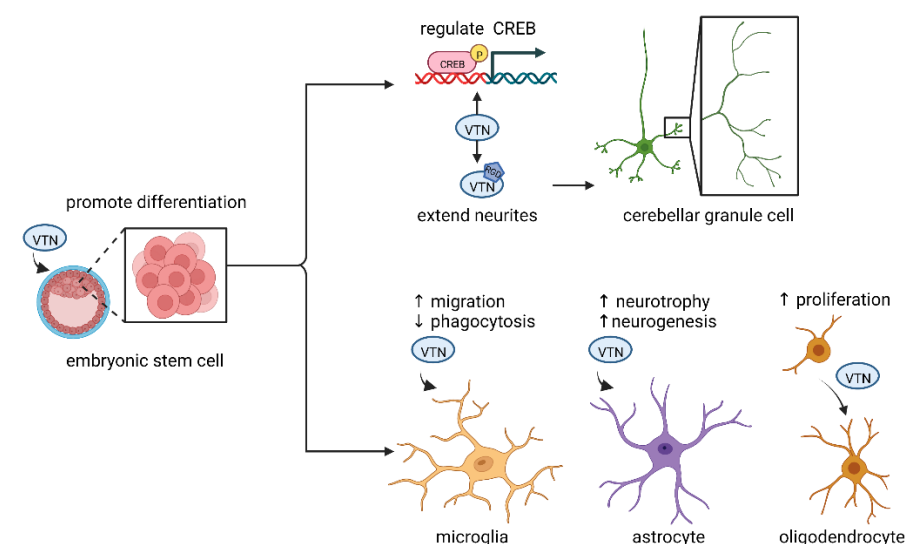 regulate CREB
P
CREB
VTN
RGD
VTN
extend neurites
cerebellar granule cell
promote differentiation
VTN
embryonic stem cell
↑ migration
↓ phagocytosis
VTN
↑ neurotrophy
↑ neurogenesis
VTN
↑ proliferation
VTN
microglia
astrocyte
oligodendrocyte